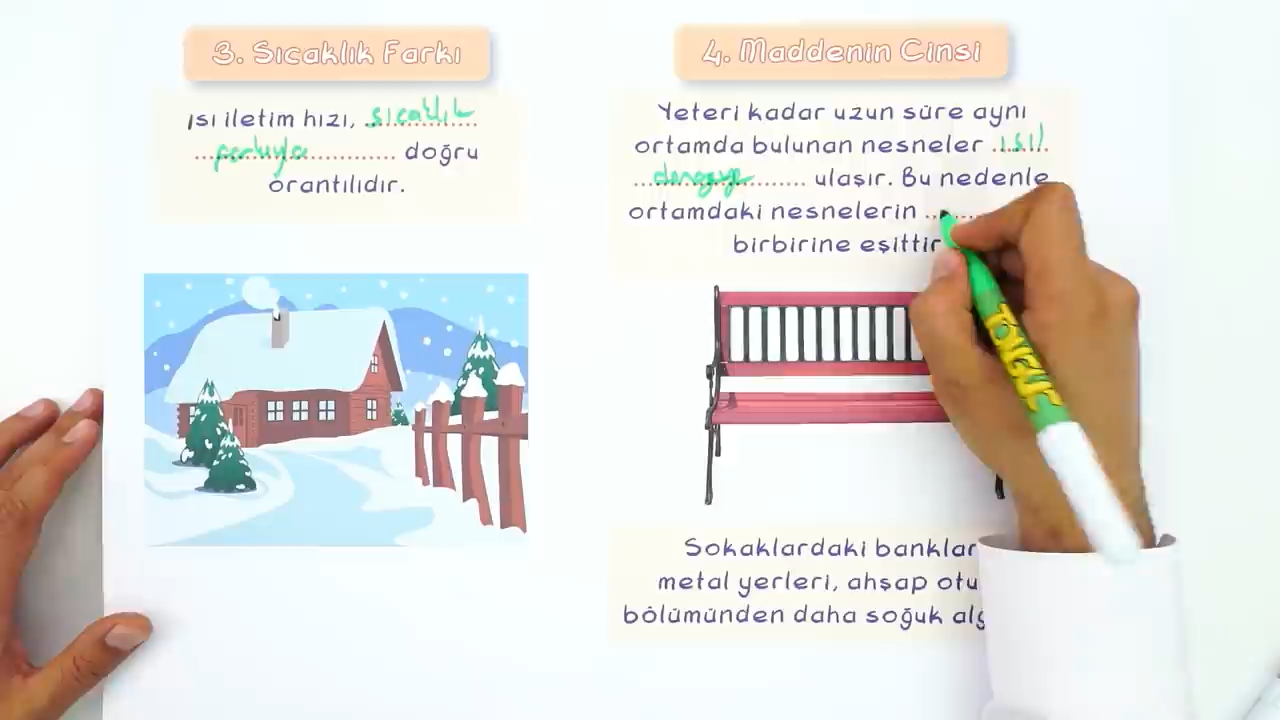 3. Sıcaklık Farkı
Isı iletim hızı, sıcaklık
farkıyla doğru
orantılıdır.
4. Maddenin Cinsi
Yeteri kadar uzun süre aynı
ortamda bulunan nesneler ısıl
dengeye ulaşır. Bu nedenle
ortamdaki nesnelerin
birbirine eşittir
Sokaklardaki banklar
metal yerleri, ahşap otu
bölümünden daha soğuk alg